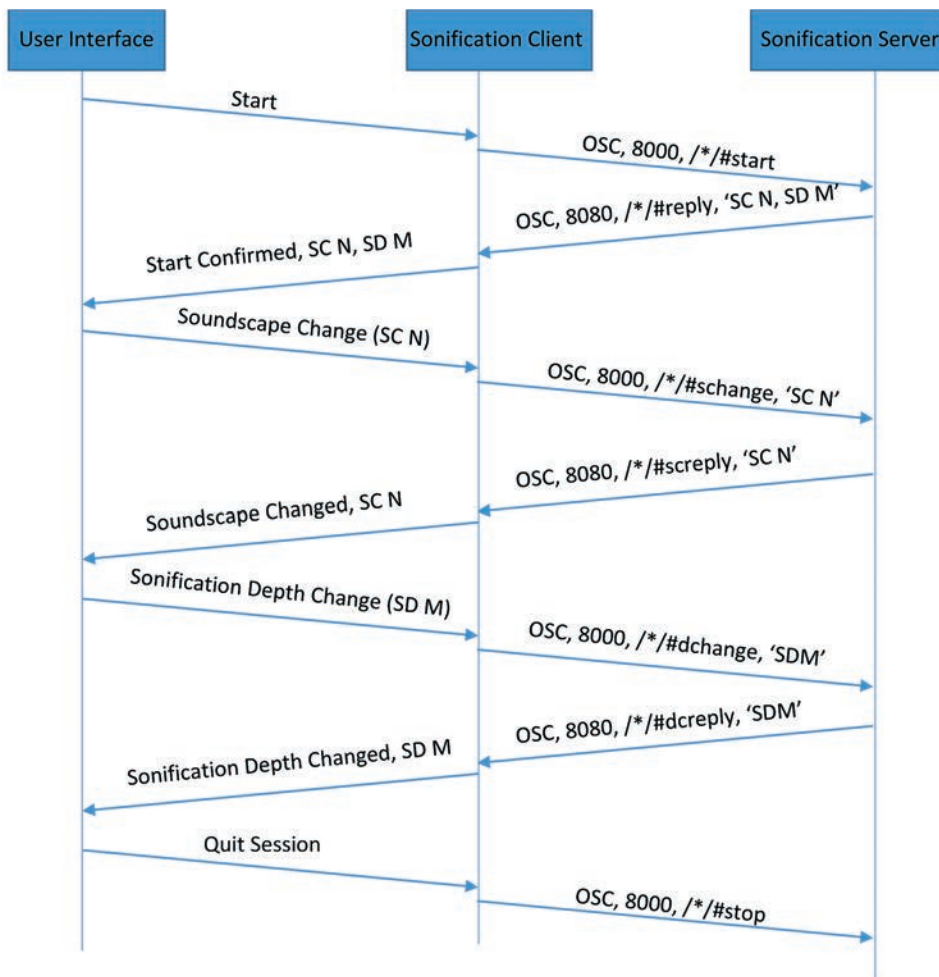 User Interface
Sonification Client
Sonification Server
Start
OSC, 8000, /*/#start
OSC, 8080, /*/#reply, ‘SC N, SD M’
Start Confirmed, SC N, SD M
Soundscape Change (SC N)
OSC, 8000, /*/#schange, ‘SC N’
OSC, 8080, /*/#screply, ‘SC N’
Soundscape Changed, SC N
Sonification Depth Change (SD M)
OSC, 8000, /*/#dchange, ‘SDM’
OSC, 8080, /*/#dcreply, ‘SDM’
Sonification Depth Changed, SD M
Quit Session
OSC, 8000, /*/#stop